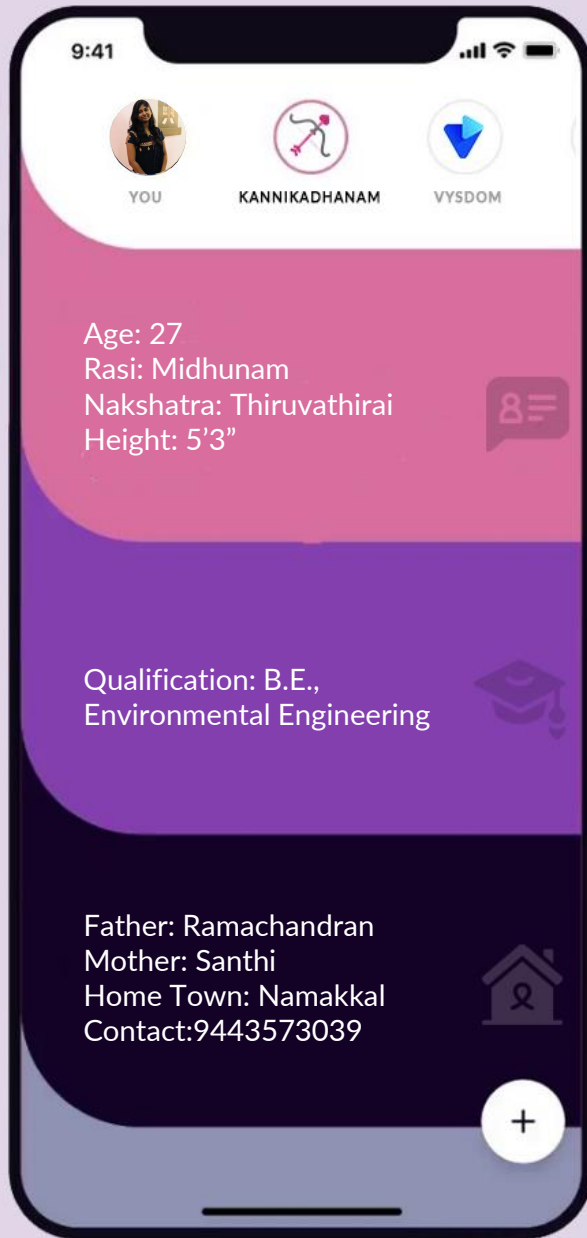 9:41
YOU
KANNIKADHANAM
VYSDOM
Age: 27
Rasi: Midhunam
Nakshatra: Thiruvathirai
Height: 5’3”
Qualification: B.E.,
Environmental Engineering
Father: Ramachandran
Mother: Santhi
Home Town: Namakkal
Contact:9443573039